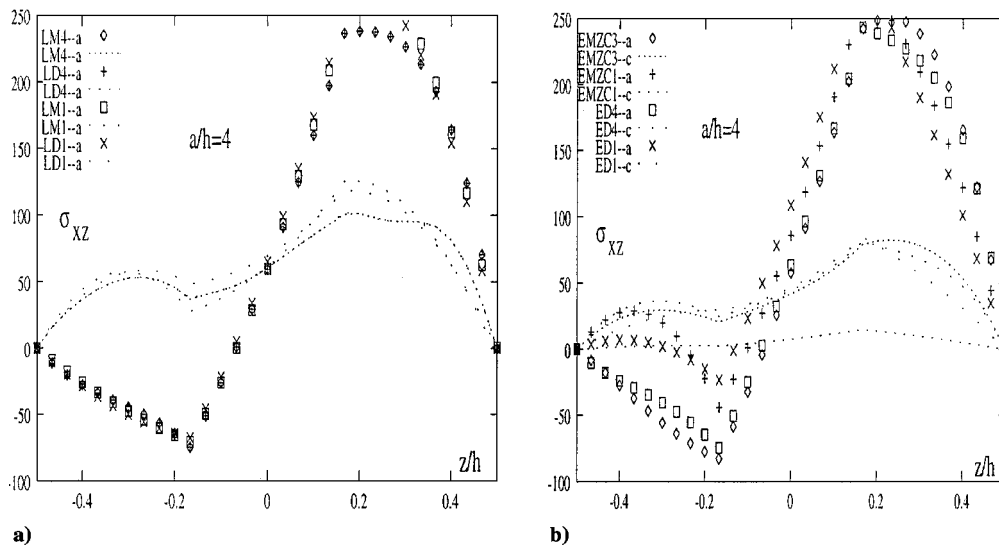 250
LM4--a
LM4--a
LD4--a
LD4--a
LM1--a
LM1--a
LD1--a
LD1--a
200
150
100
50
0
-50
-100
a/h=4
σXZ
z/h
-0.4
-0.2
0
0.2
0.4
a)
250
EMZC3--a
EMZC3--c
EMZC1--a
EMZC1--c
ED4--a
ED4--c
ED1--a
ED1--c
200
150
100
50
0
-50
-100
a/h=4
σXZ
z/h
-0.4
-0.2
0
0.2
0.4
b)